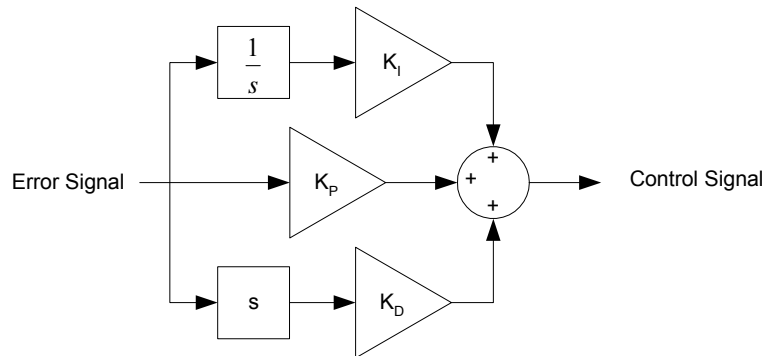 1
s
K_I
+
Error Signal
K_P
+
Control Signal
+
s
K_D